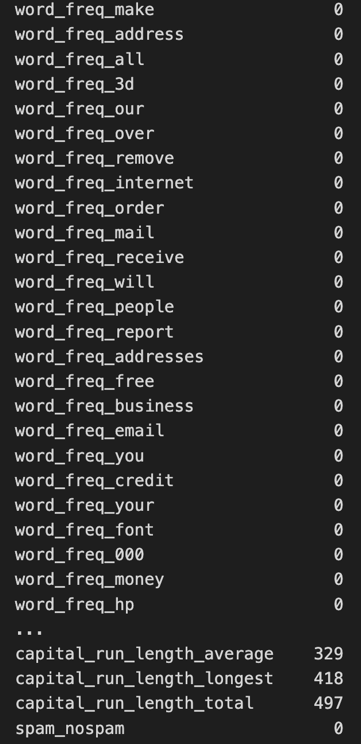 word_freq_make 0
word_freq_address 0
word_freq_all 0
word_freq_3d 0
word_freq_our 0
word_freq_over 0
word_freq_remove 0
word_freq_internet 0
word_freq_order 0
word_freq_mail 0
word_freq_receive 0
word_freq_will 0
word_freq_people 0
word_freq_report 0
word_freq_addresses 0
word_freq_free 0
word_freq_business 0
word_freq_email 0
word_freq_you 0
word_freq_credit 0
word_freq_your 0
word_freq_font 0
word_freq_000 0
word_freq_money 0
word_freq_hp 0
...
capital_run_length_average 329
capital_run_length_longest 418
capital_run_length_total 497
spam_nospam 0